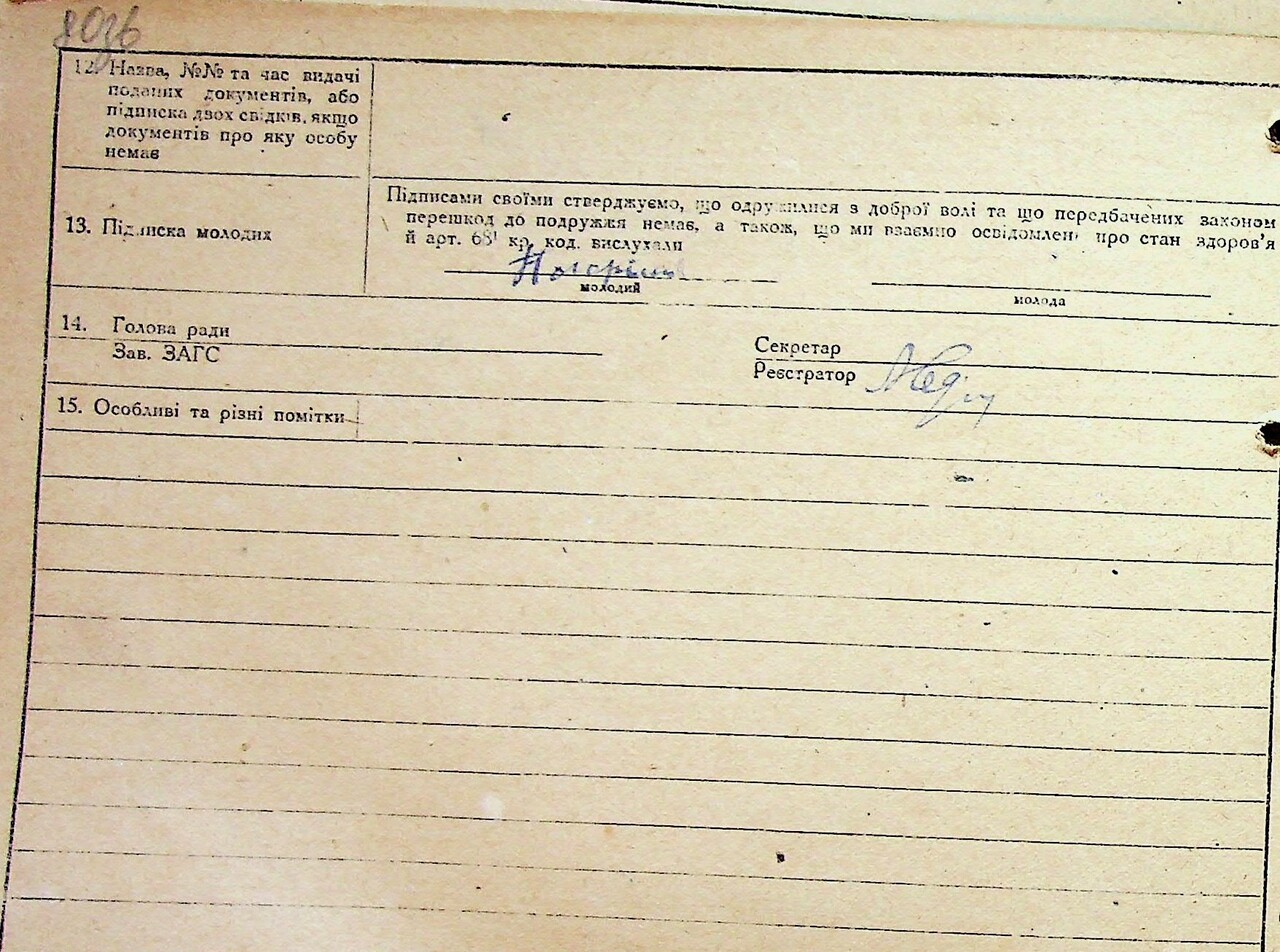 80зв
12. Назва, №№ та час видачі
поданих документів, або
підписка двох свідків, якщо
документів про яку особу
немає
13. Підписка молодих
Підписами своїми стверджуємо, що одружилися з доброї волі та що передбачених законом
перешкод до подружжя немає, а також, що ми взаємно освідомлені про стан здоров'я
й арт. 68¹ кр. код. вислухали
молодий
молода
14. Голова ради
Зав. ЗАГС
Секретар
Реєстратор
15. Особливі та різні помітки